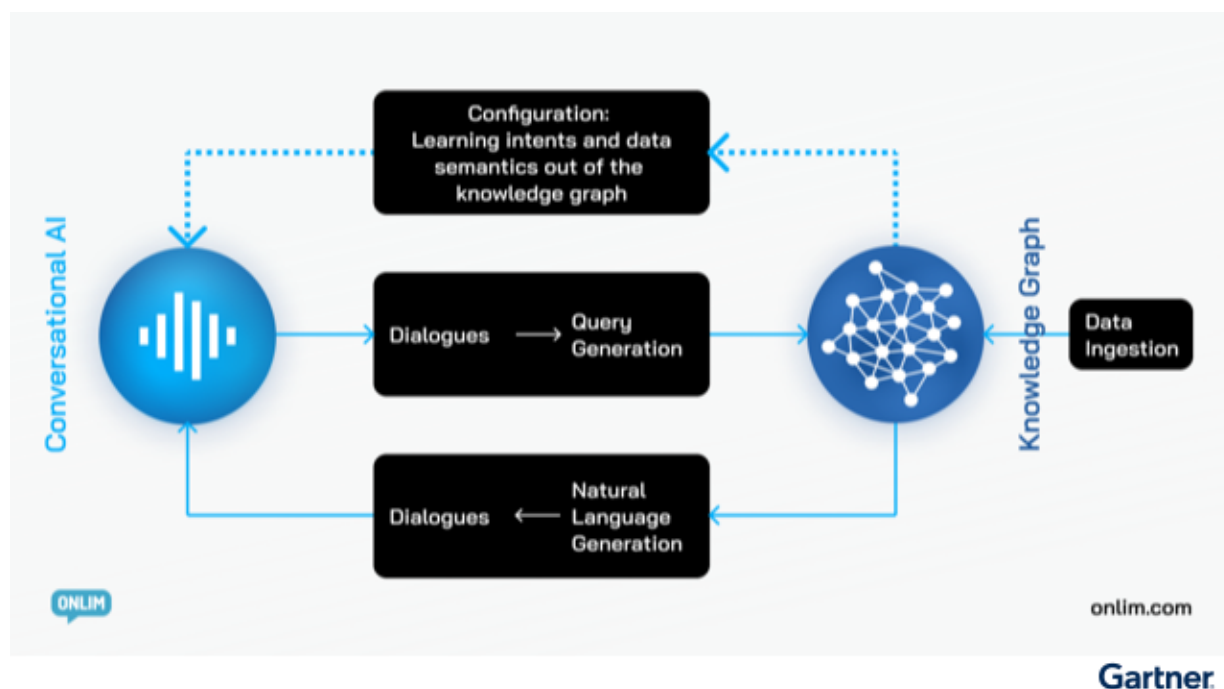 Configuration:
Learning intents and data
semantics out of the
knowledge graph
Conversational AI
Dialogues
Query
Generation
Knowledge Graph
Data
Ingestion
Dialogues
Natural
Language
Generation
ONLIM
onlim.com
Gartner